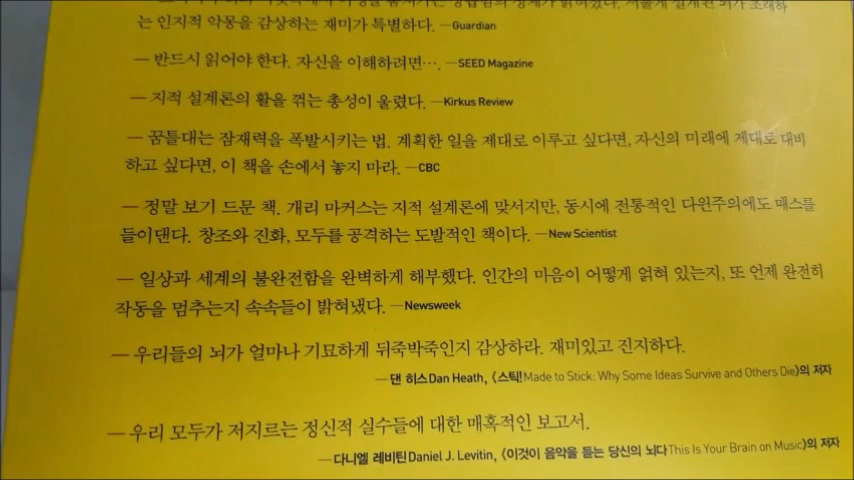 는 인지적 악몽을 감상하는 재미가 특별하다. —Guardian
— 반드시 읽어야 한다. 자신을 이해하려면…. —SEED Magazine
— 지적 설계론의 활을 꺾는 총성이 울렸다. —Kirkus Review
— 꿈틀대는 잠재력을 폭발시키는 법. 계획한 일을 제대로 이루고 싶다면, 자신의 미래에 제대로 대비
하고 싶다면, 이 책을 손에서 놓지 마라. —CBC
— 정말 보기 드문 책. 개리 마커스는 지적 설계론에 맞서지만, 동시에 전통적인 다윈주의에도 매스를
들이댄다. 창조와 진화, 모두를 공격하는 도발적인 책이다. —New Scientist
— 일상과 세계의 불완전함을 완벽하게 해부했다. 인간의 마음이 어떻게 얽혀 있는지, 또 언제 완전히
작동을 멈추는지 속속들이 밝혀냈다. —Newsweek
— 우리들의 뇌가 얼마나 기묘하게 뒤죽박죽인지 감상하라. 재미있고 진지하다.
—댄 히스Dan Heath, 《스틱!Made to Stick: Why Some Ideas Survive and Others Die》의 저자
— 우리 모두가 저지르는 정신적 실수들에 대한 매혹적인 보고서.
—다니엘 레비틴Daniel J. Levitin, 《이것이 음악을 듣는 당신의 뇌다This Is Your Brain on Music》의 저자